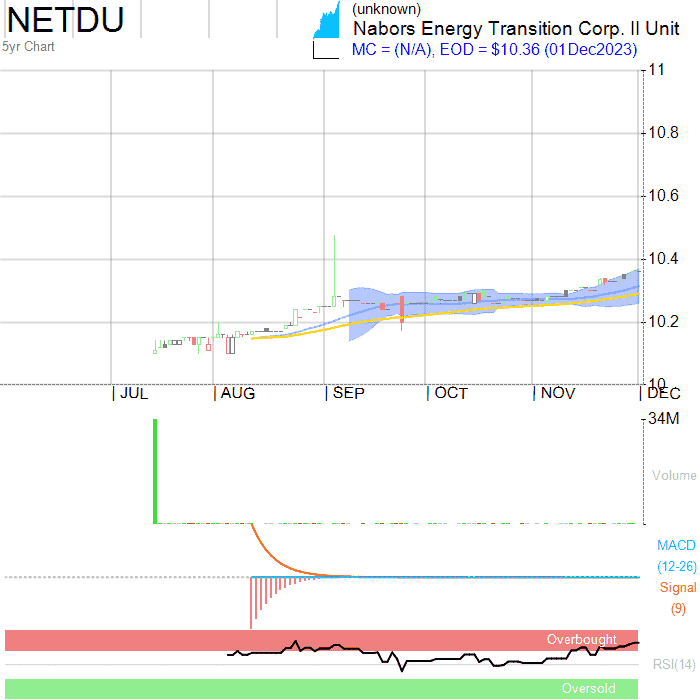 NETDU
5yr Chart
(unknown)
Nabors Energy Transition Corp. II Unit
MC = (N/A), EOD = $10.36 (01Dec2023)
11
10.8
10.6
10.4
10.2
10
JUL AUG SEP OCT NOV DEC
34M
Volume
MACD
(12-26)
Signal
(9)
Overbought
RSI(14)
Oversold